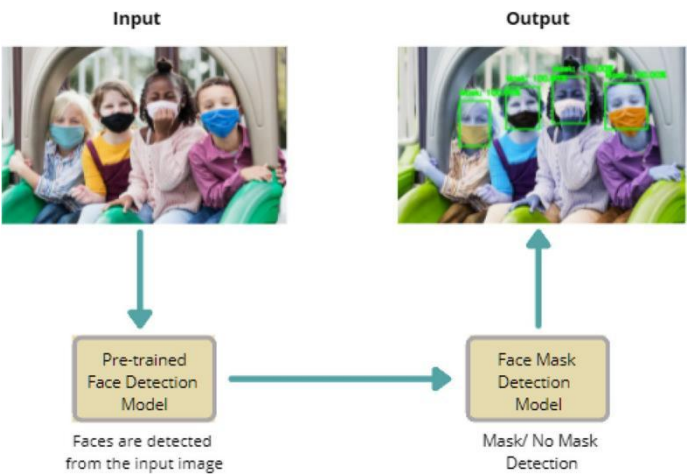 Input
Output
Pre-trained
Face Detection
Model
Face Mask
Detection
Model
Faces are detected
from the input image
Mask/ No Mask
Detection